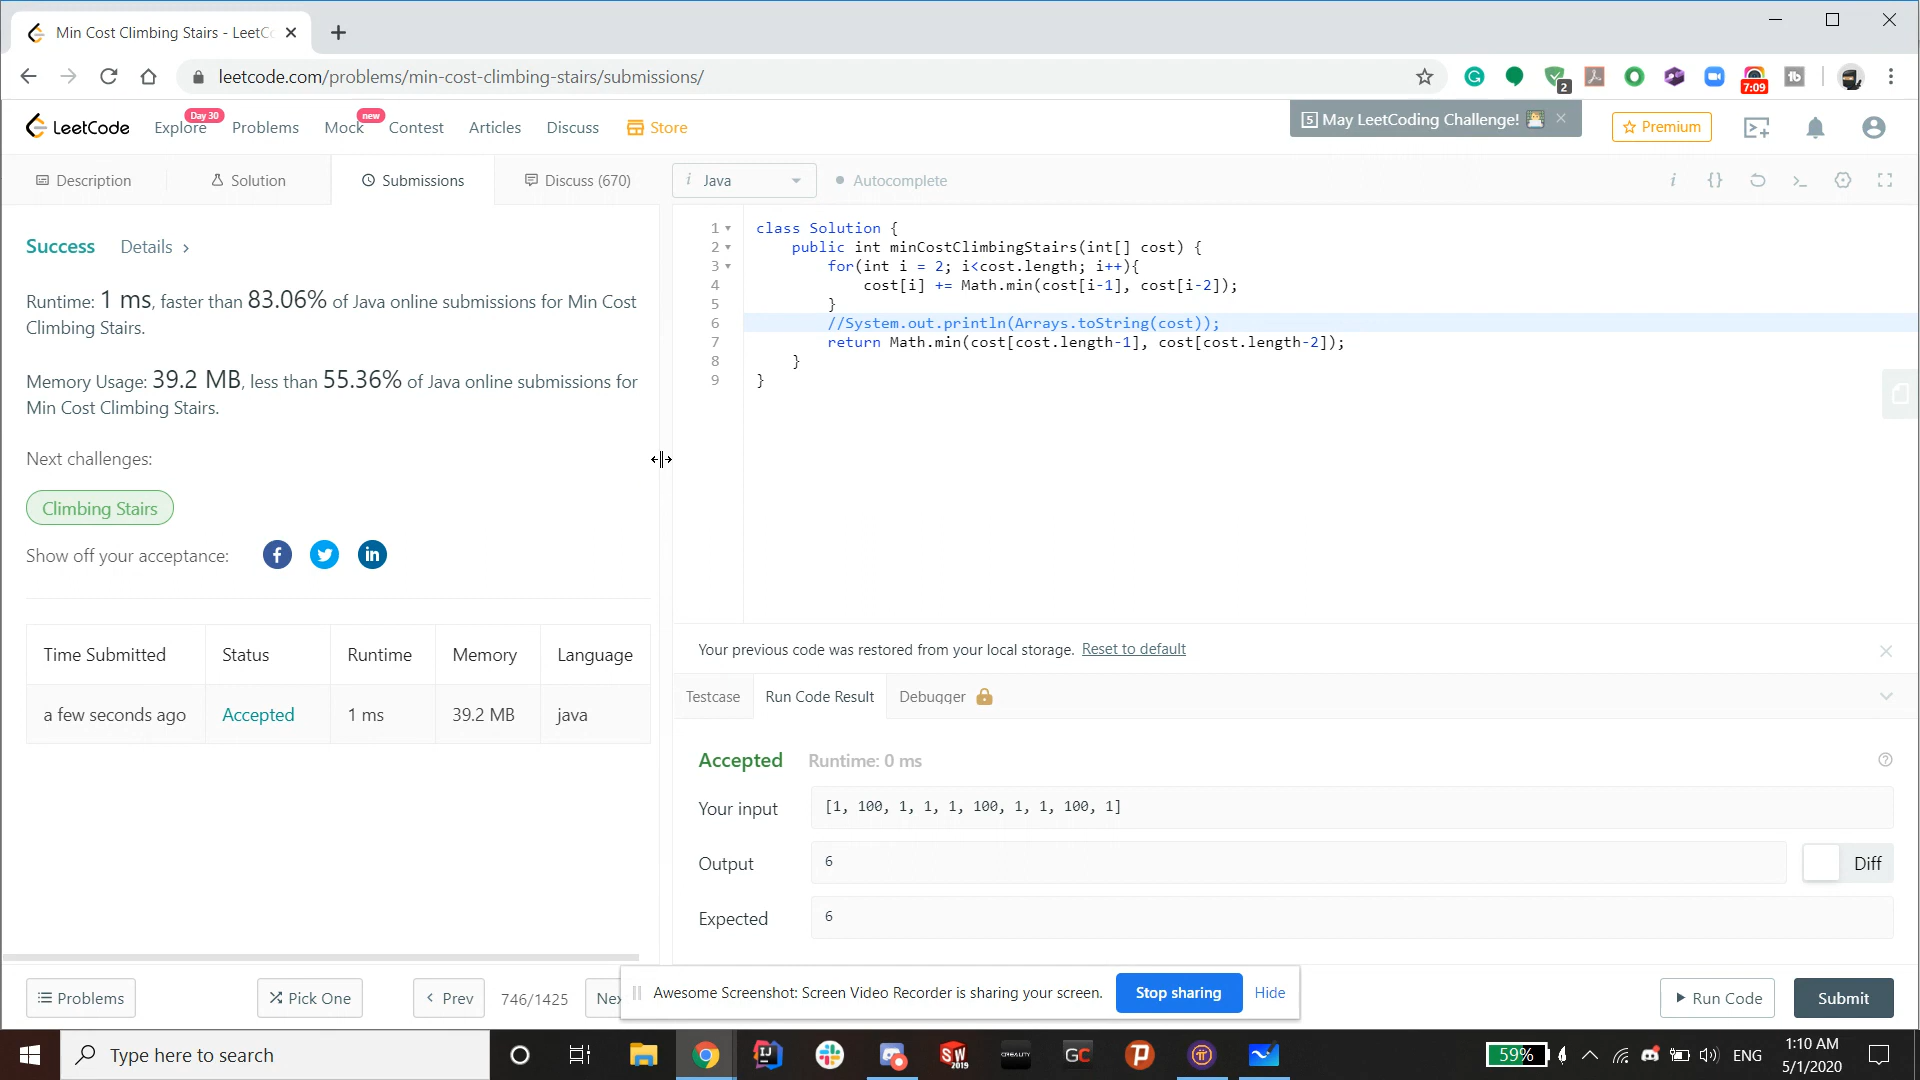 Min Cost Climbing Stairs - LeetC
leetcode.com/problems/min-cost-climbing-stairs/submissions/
2
7:09
LeetCode
Explore
Day 30
Problems
Mock
new
Contest
Articles
Discuss
Store
5 May LeetCoding Challenge!
Premium
Description
Solution
Submissions
Discuss (670)
i Java
Autocomplete
Success Details >
Runtime: 1 ms, faster than 83.06% of Java online submissions for Min Cost
Climbing Stairs.
Memory Usage: 39.2 MB, less than 55.36% of Java online submissions for
Min Cost Climbing Stairs.
Next challenges:
Climbing Stairs
Show off your acceptance:
Time Submitted Status Runtime Memory Language
a few seconds ago Accepted 1 ms 39.2 MB java
1 class Solution {
2 public int minCostClimbingStairs(int[] cost) {
3 for(int i = 2; i<cost.length; i++){
4 cost[i] += Math.min(cost[i-1], cost[i-2]);
5 }
6 //System.out.println(Arrays.toString(cost));
7 return Math.min(cost[cost.length-1], cost[cost.length-2]);
8 }
9 }
Your previous code was restored from your local storage. Reset to default
Testcase Run Code Result Debugger
Accepted Runtime: 0 ms
Your input [1, 100, 1, 1, 1, 100, 1, 1, 100, 1]
Output 6
Diff
Expected 6
Problems
Pick One
< Prev
746/1425
Nex
Awesome Screenshot: Screen Video Recorder is sharing your screen.
Stop sharing
Hide
Run Code
Submit
Type here to search
IJ
SW
2019
CREALITY
GC
59%
ENG
1:10 AM
5/1/2020